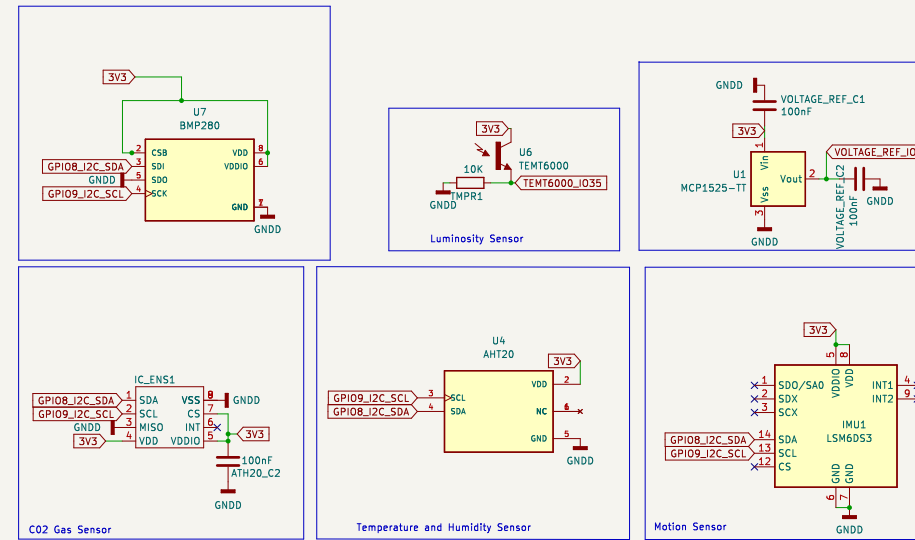 3V3
U7
BMP280
2 CSB
VDD 8
GPIO8_I2C_SDA 3 SDI
VDDIO 6
GNDD 5 SDO
GPIO9_I2C_SCL 4 SCK
GND
GNDD
3V3
U6
TEMT6000
10K
TEMT6000_IO35
TMPR1
GNDD
Luminosity Sensor
GNDD
VOLTAGE_REF_C1
100nF
3V3
1
Vin
VOLTAGE_REF_IO
U1
MCP1525-TT
Vout 2
VOLTAGE_REF_C2
100nF
GNDD
Vss
3
GNDD
IC_ENS1
GPIO8_I2C_SDA 1 SDA
VSS GNDD
GPIO9_I2C_SCL 2 SCL
CS 7
GNDD 3 MISO
INT 6
3V3 4 VDD
VDDIO 5
3V3
100nF
ATH20_C2
GNDD
CO2 Gas Sensor
U4
AHT20
3V3
VDD 2
GPIO9_I2C_SCL 3 SCL
GPIO8_I2C_SDA 4 SDA
NC
GND 5
GNDD
Temperature and Humidity Sensor
3V3
5 8
VDDIO VDD
1 SDO/SA0
INT1 4
2 SDX
INT2 9
3 SCX
IMU1
LSM6DS3
GPIO8_I2C_SDA 14 SDA
GPIO9_I2C_SCL 13 SCL
12 CS
GND GND
6 7
GNDD
Motion Sensor